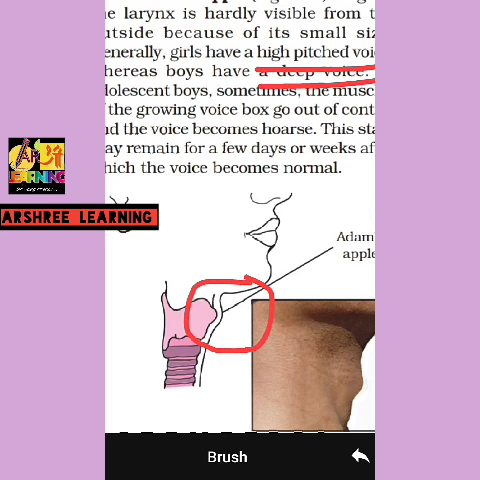 he larynx is hardly visible from t
utside because of its small siz
enerally, girls have a high pitched voi
hereas boys have a deep voice.
dolescent boys, sometimes, the musc
the growing voice box go out of cont
nd the voice becomes hoarse. This sta
ay remain for a few days or weeks af
hich the voice becomes normal.
LEARNING
ARSHREE LEARNING
Adam
apple
Brush